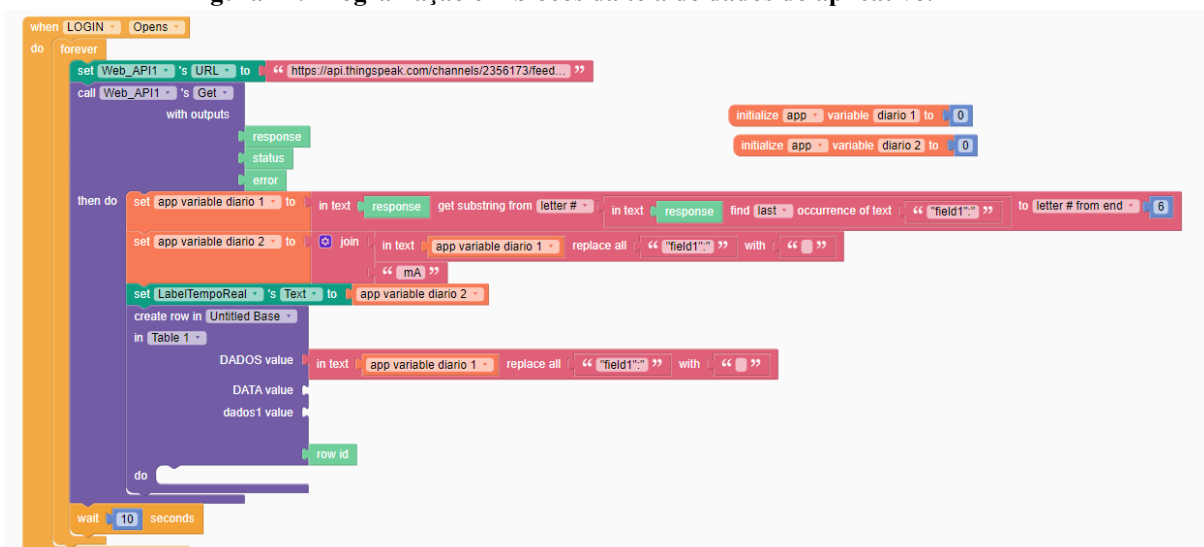 when LOGIN Opens
do forever
set Web_API1 's URL to “ https://api.thingspeak.com/channels/2356173/feed... ”
call Web_API1 's Get
with outputs
initialize app variable diario 1 to 0
response
initialize app variable diario 2 to 0
status
error
then do set app variable diario 1 to in text response get substring from letter # in text response find last occurrence of text “ "field1":" ” to letter # from end 6
set app variable diario 2 to join in text app variable diario 1 replace all “ "field1":" ” with “ ”
“ mA ”
set LabelTempoReal 's Text to app variable diario 2
create row in Untitled Base
in Table 1
DADOS value in text app variable diario 1 replace all “ "field1":" ” with “ ”
DATA value
dados1 value
row id
do
wait 10 seconds